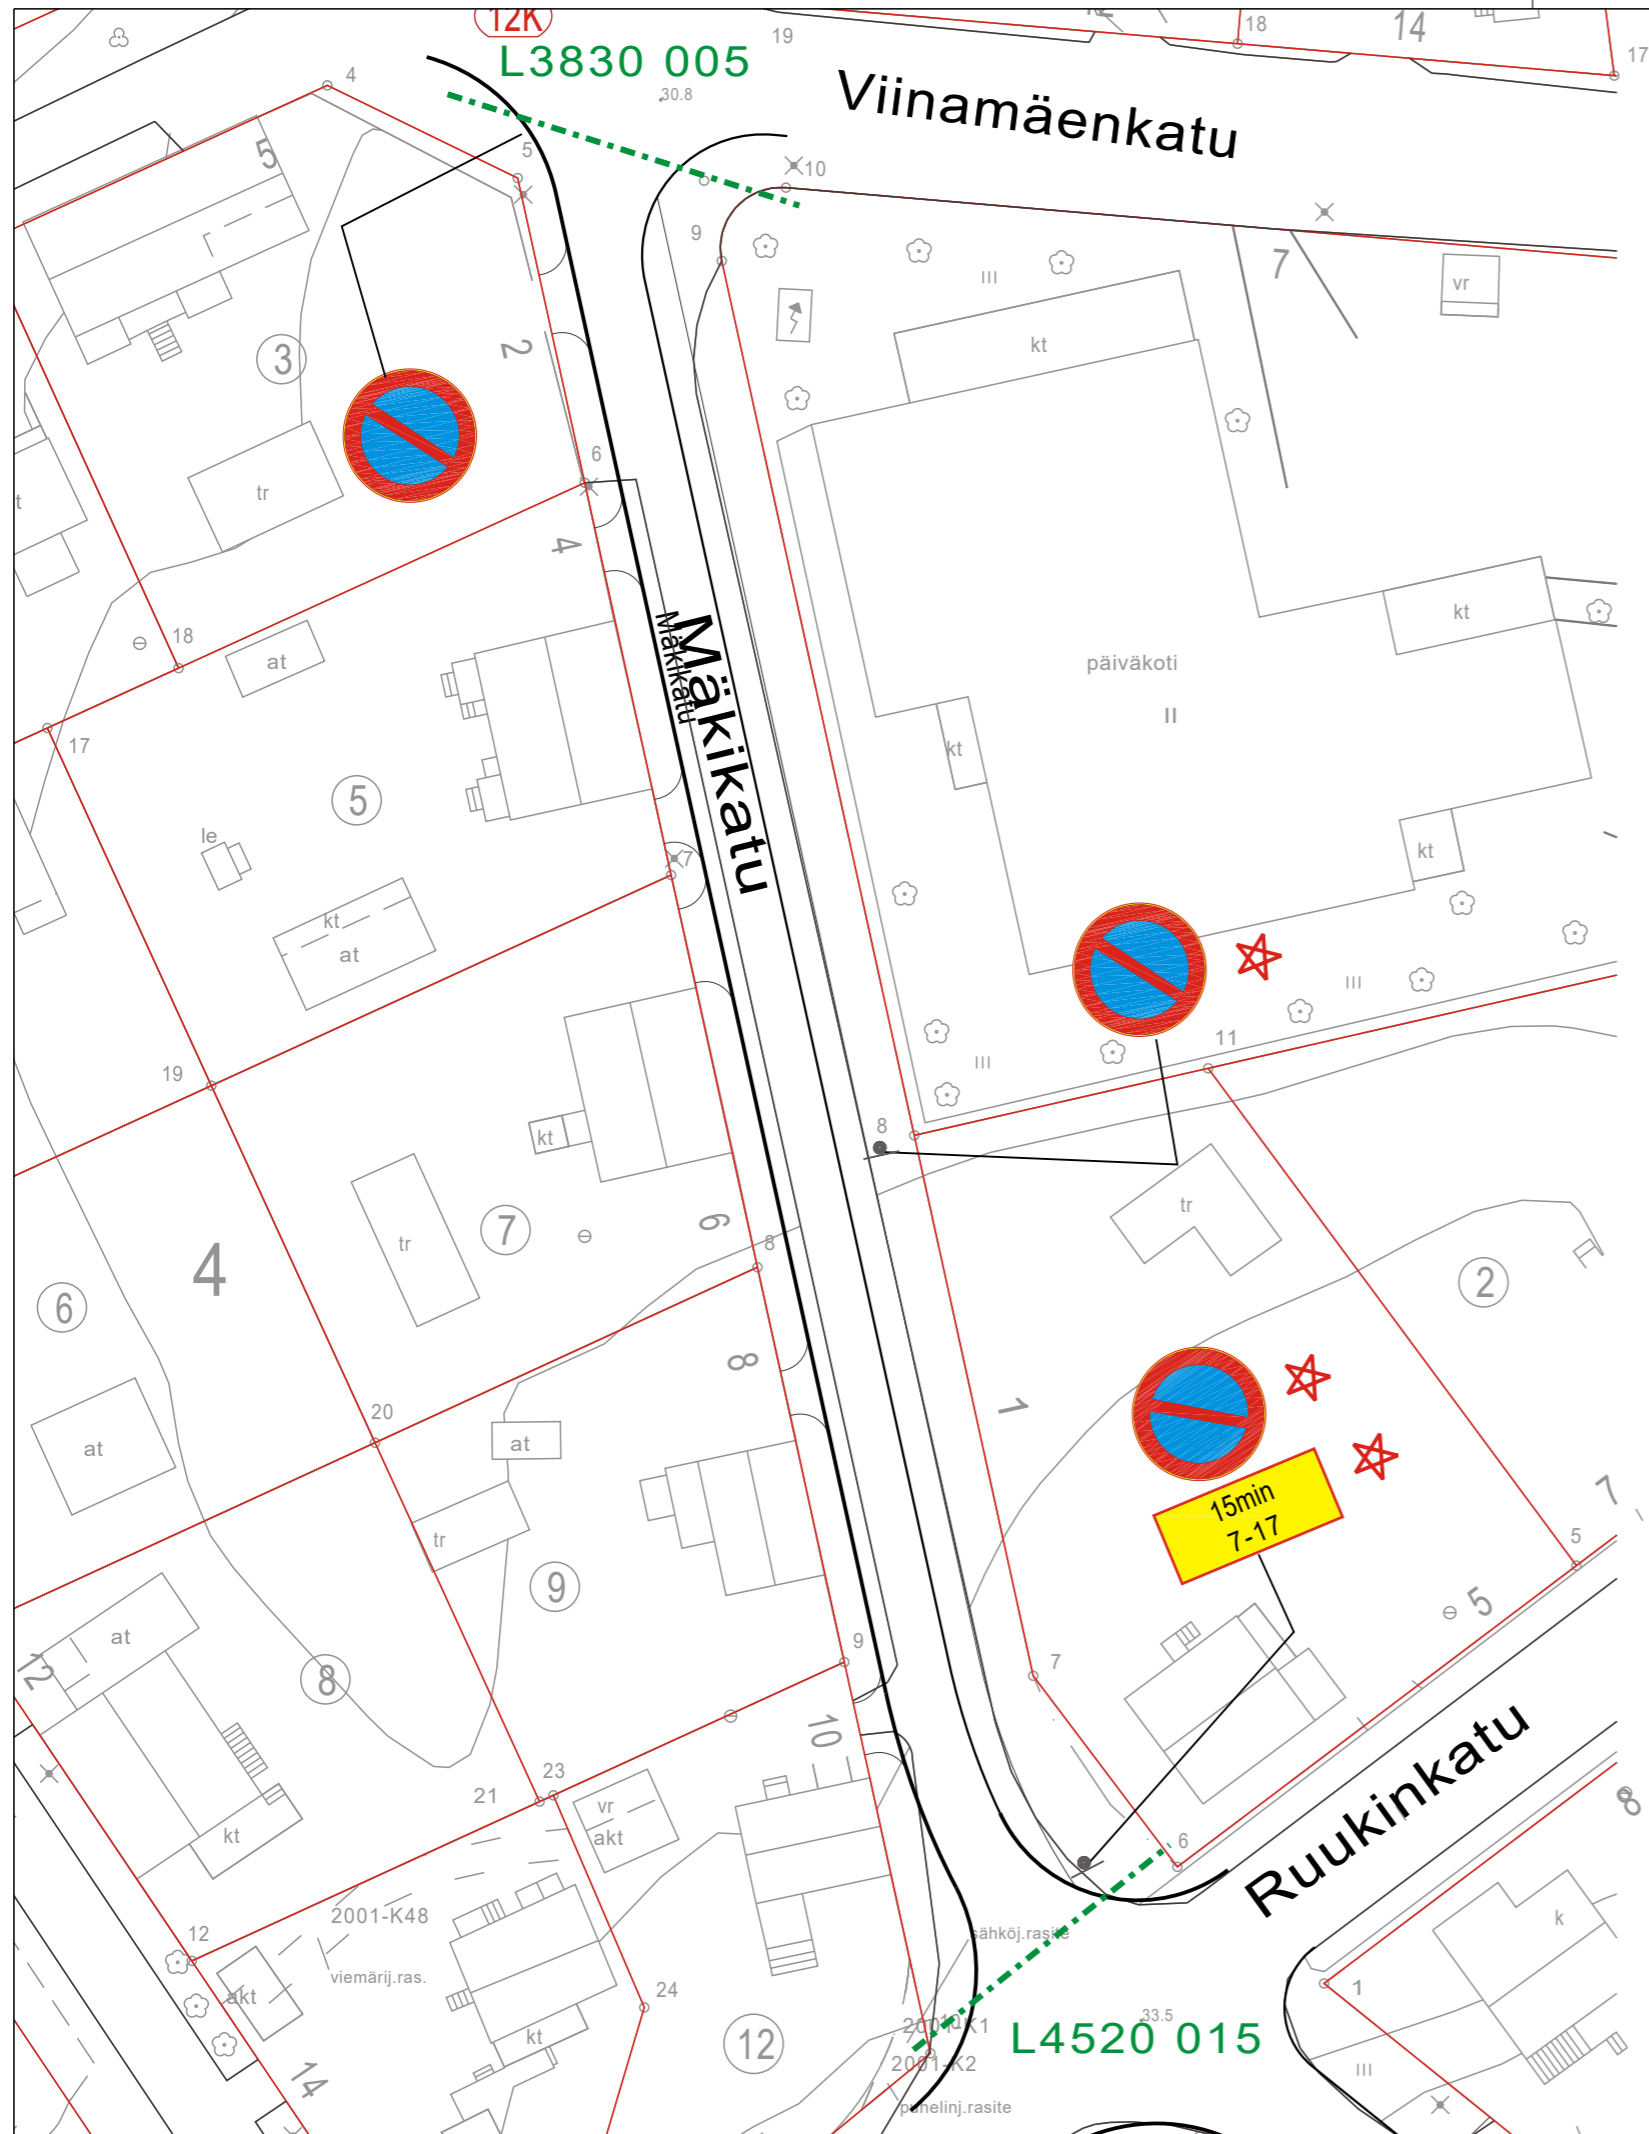 12K
L3830 005
19
18
14
17
4
30.8
Viinamäenkatu
5
5
10
9
7
vr
2
3
kt
6
tr
t
4
18
at
kt
Mäkikatu
Mäkikatu
päiväkoti
II
17
kt
5
7
le
kt
kt
at
11
19
8
kt
tr
7
6
8
tr
4
6
2
8
1
20
at
at
15min
7-17
7
tr
5
9
5
at
9
12
8
7
10
Ruukinkatu
23
21
vr
akt
kt
8
6
2001-K48
12
sähköj.rasite
k
viemärij.ras.
akt
1
24
33.5
kt
12
2001-K1
L4520 015
2001-K2
14
puhelinj.rasite